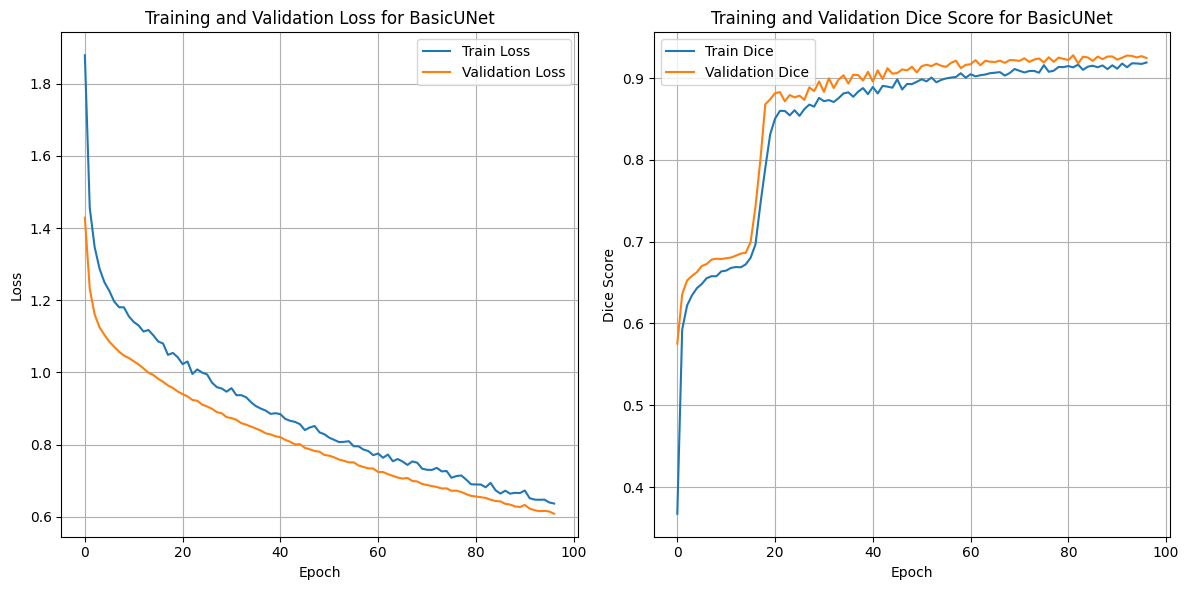 Training and Validation Loss for BasicUNet
Train Loss
Validation Loss
1.8
1.6
1.4
1.2
1.0
0.8
0.6
Loss
0 20 40 60 80 100
Epoch
Training and Validation Dice Score for BasicUNet
Train Dice
Validation Dice
0.9
0.8
0.7
0.6
0.5
0.4
Dice Score
0 20 40 60 80 100
Epoch